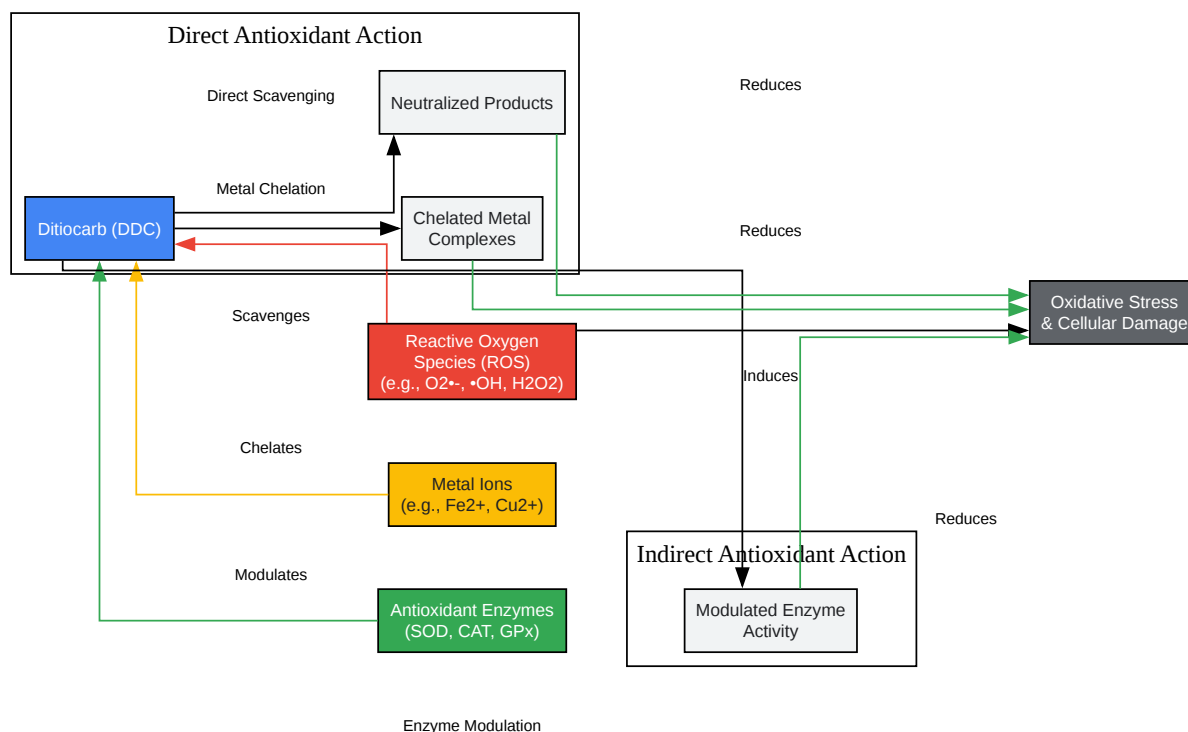 Direct Antioxidant Action
Direct Scavenging
Neutralized Products
Reduces
Metal Chelation
Ditiocarb (DDC)
Chelated Metal
Complexes
Reduces
Scavenges
Reactive Oxygen
Species (ROS)
(e.g., O2•-, •OH, H2O2)
Oxidative Stress
& Cellular Damage
Induces
Chelates
Metal Ions
(e.g., Fe2+, Cu2+)
Reduces
Indirect Antioxidant Action
Modulates
Antioxidant Enzymes
(SOD, CAT, GPx)
Modulated Enzyme
Activity
Enzyme Modulation